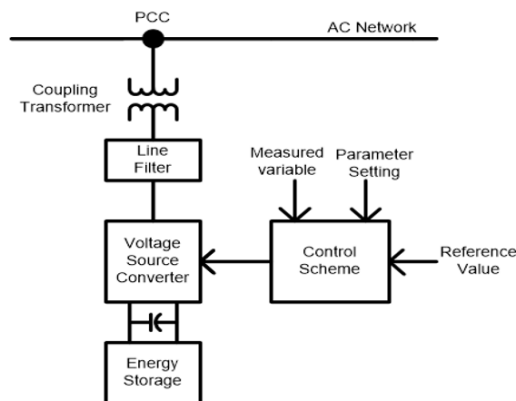 PCC
AC Network
Coupling
Transformer
Line
Filter
Measured
variable
Parameter
Setting
Voltage
Source
Converter
Control
Scheme
Reference
Value
Energy
Storage